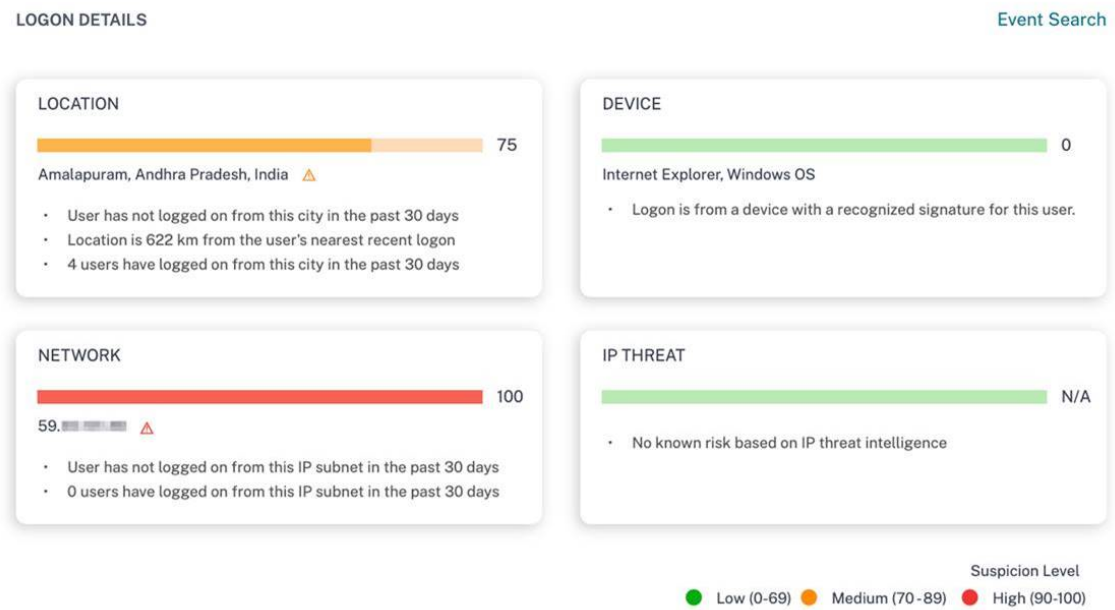 LOGON DETAILS
Event Search
LOCATION
75
Amalapuram, Andhra Pradesh, India
· User has not logged on from this city in the past 30 days
· Location is 622 km from the user's nearest recent logon
· 4 users have logged on from this city in the past 30 days
DEVICE
0
Internet Explorer, Windows OS
· Logon is from a device with a recognized signature for this user.
NETWORK
100
59.
· User has not logged on from this IP subnet in the past 30 days
· 0 users have logged on from this IP subnet in the past 30 days
IP THREAT
N/A
· No known risk based on IP threat intelligence
Suspicion Level
Low (0-69) Medium (70-89) High (90-100)